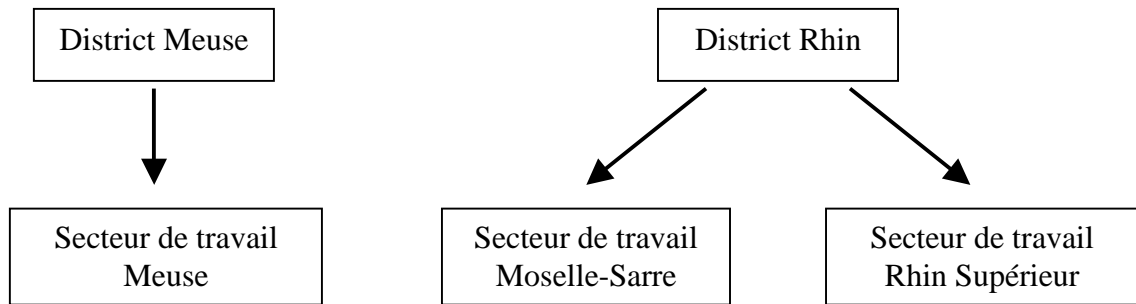 District Meuse
District Rhin
Secteur de travail
Meuse
Secteur de travail
Moselle-Sarre
Secteur de travail
Rhin Supérieur